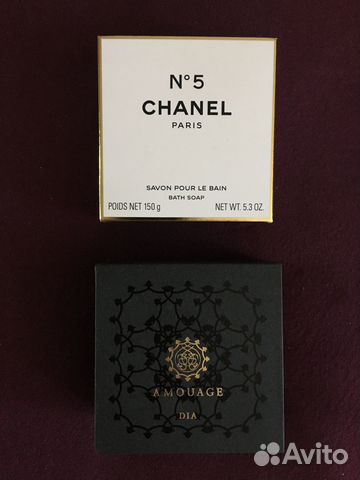 N°5
CHANEL
PARIS
SAVON POUR LE BAIN
BATH SOAP
POIDS NET 150 g NET WT. 5.3 OZ.
AMOUAGE
DIA
Avito